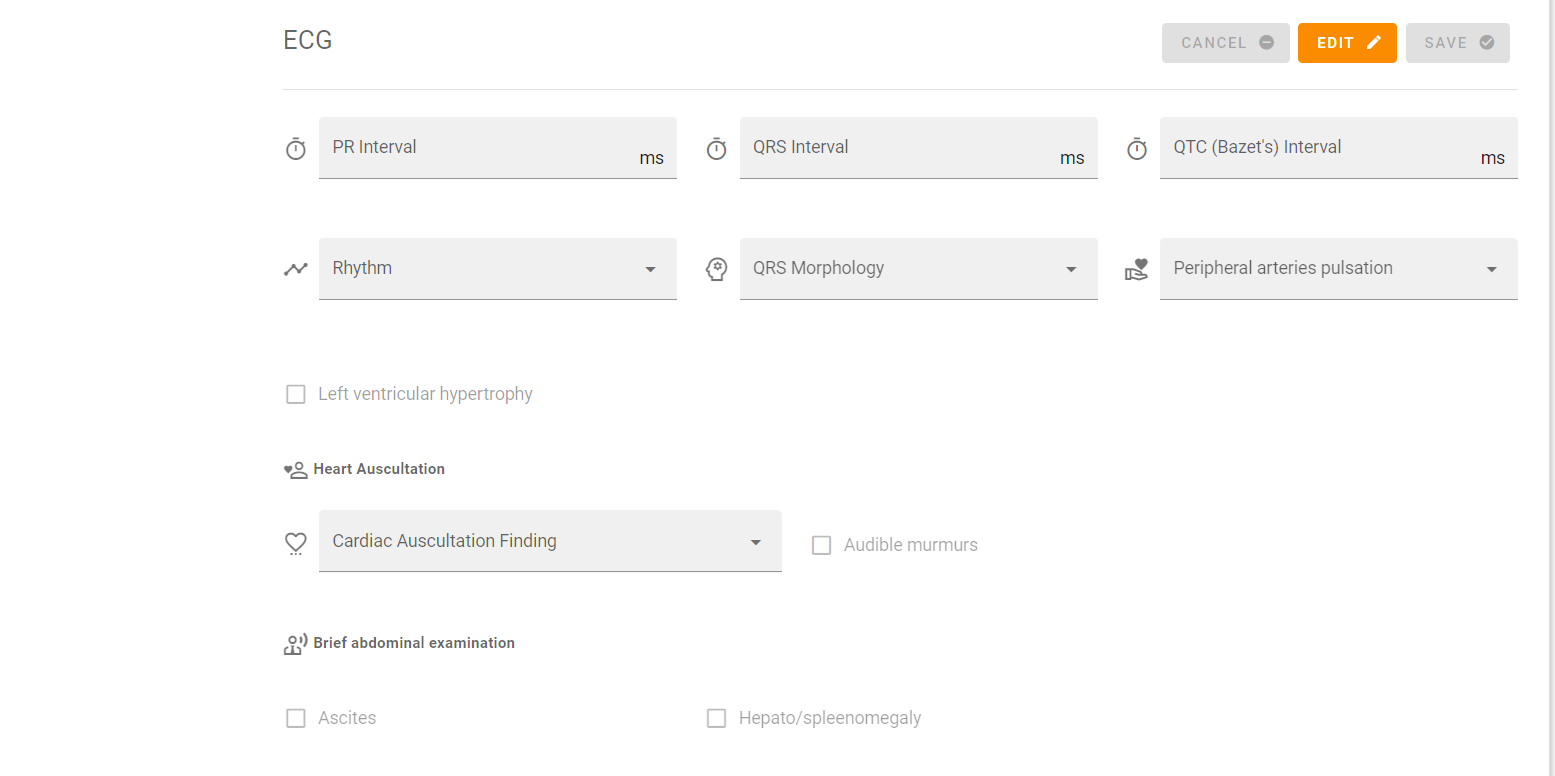 ECG
CANCEL EDIT SAVE
PR Interval ms QRS Interval ms QTC (Bazet's) Interval ms
Rhythm QRS Morphology Peripheral arteries pulsation
Left ventricular hypertrophy
Heart Auscultation
Cardiac Auscultation Finding Audible murmurs
Brief abdominal examination
Ascites Hepato/spleenomegaly